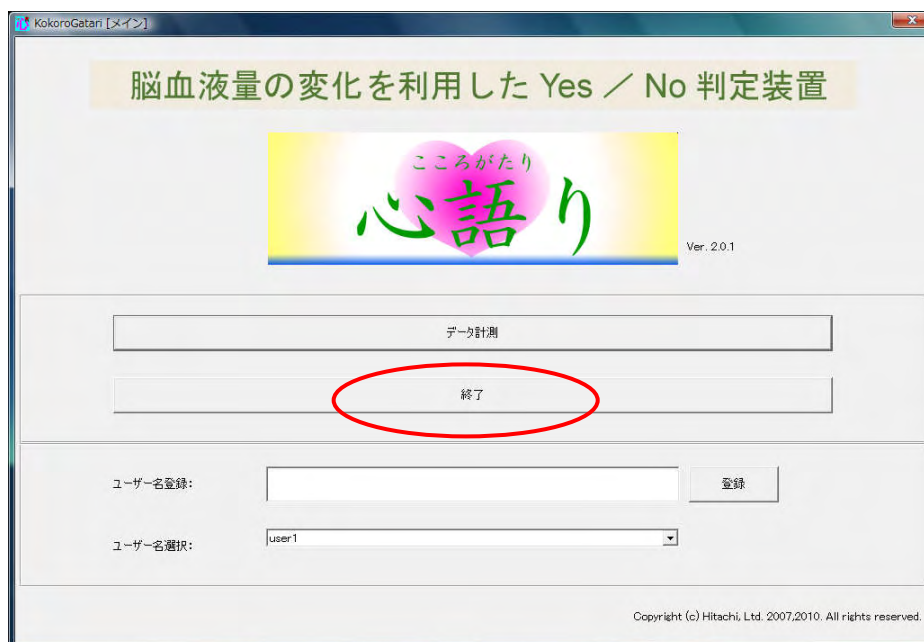 KokoroGatari [メイン]
脳血液量の変化を利用した Yes ／ No 判定装置
こころがたり
心語り
Ver. 2.0.1
データ計測
終了
ユーザー名登録:
登録
ユーザー名選択:
user1
Copyright (c) Hitachi, Ltd. 2007,2010. All rights reserved.